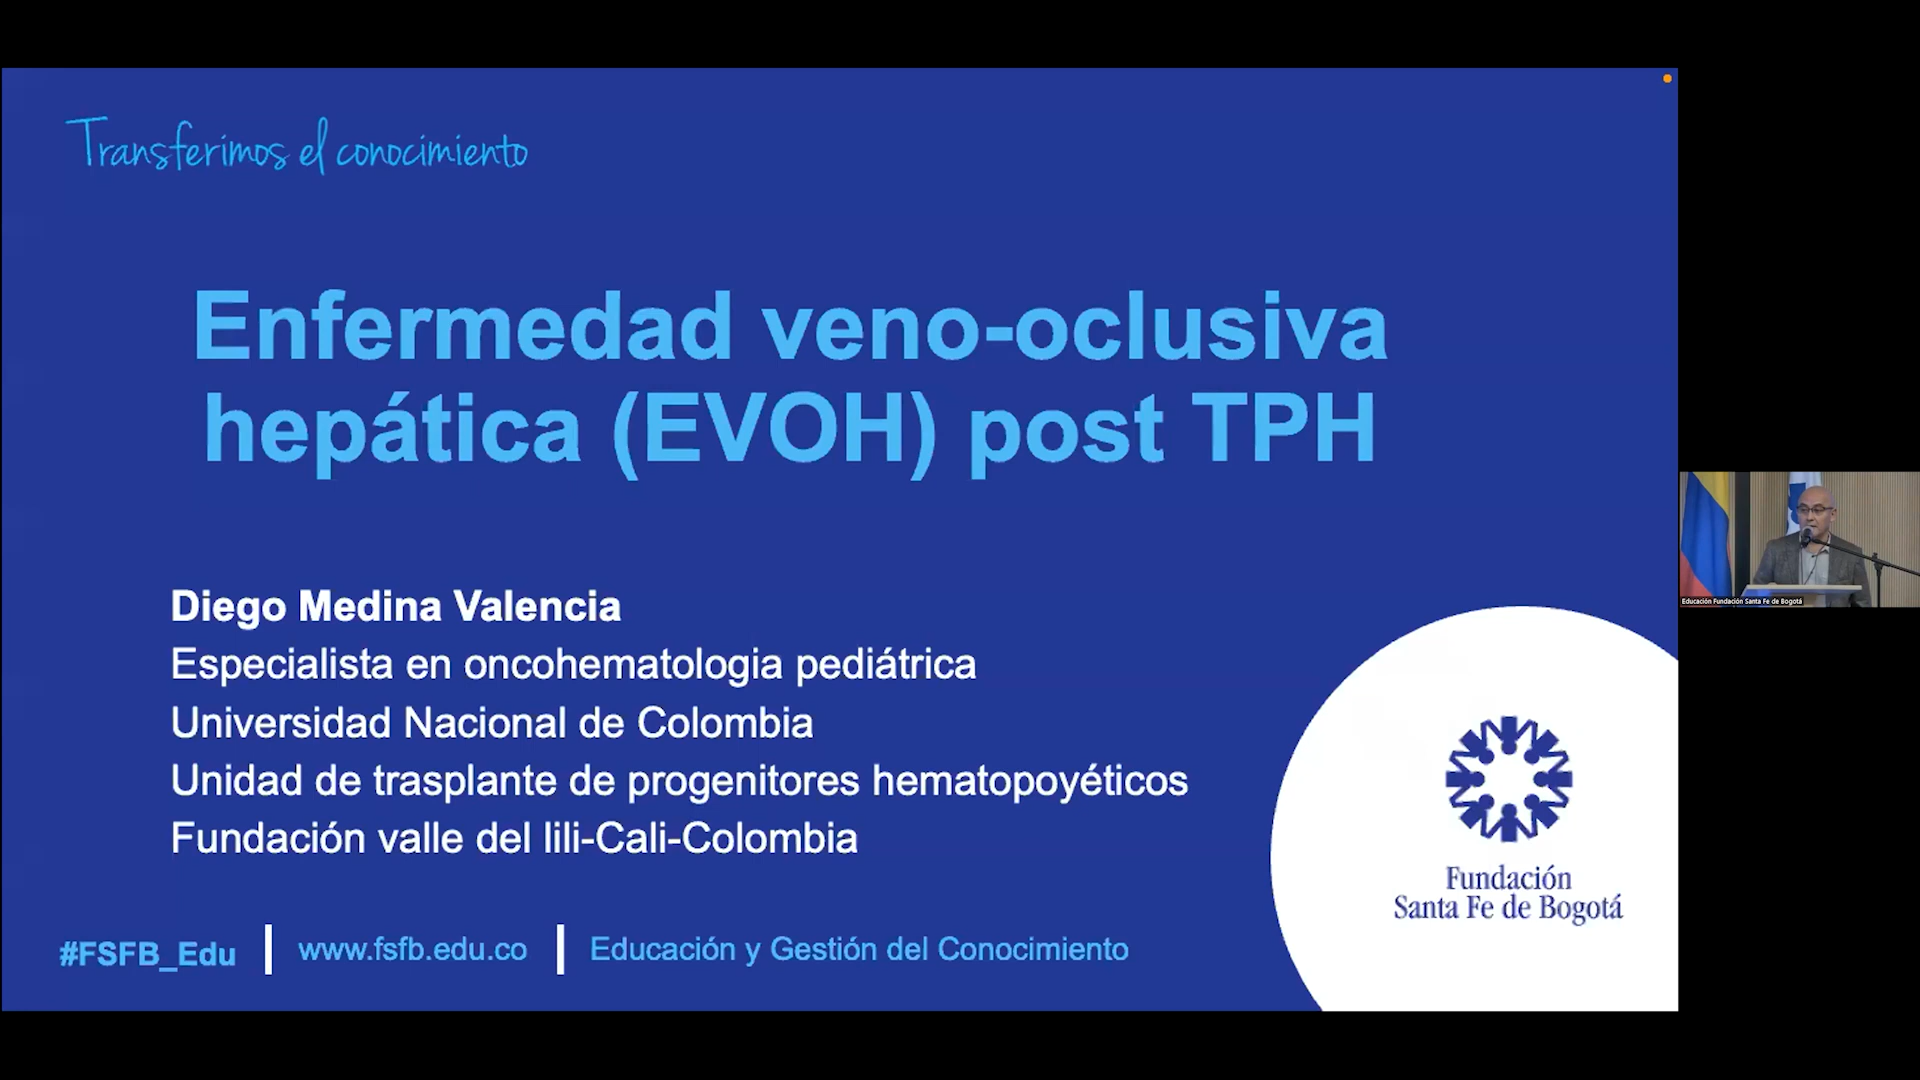 Transferimos el conocimiento
Enfermedad veno-oclusiva
hepática (EVOH) post TPH
Diego Medina Valencia
Especialista en oncohematologia pediátrica
Universidad Nacional de Colombia
Unidad de trasplante de progenitores hematopoyéticos
Fundación valle del lili-Cali-Colombia
Fundación
Santa Fe de Bogotá
#FSFB_Edu | www.fsfb.edu.co | Educación y Gestión del Conocimiento
Educación Fundación Santa Fe de Bogotá